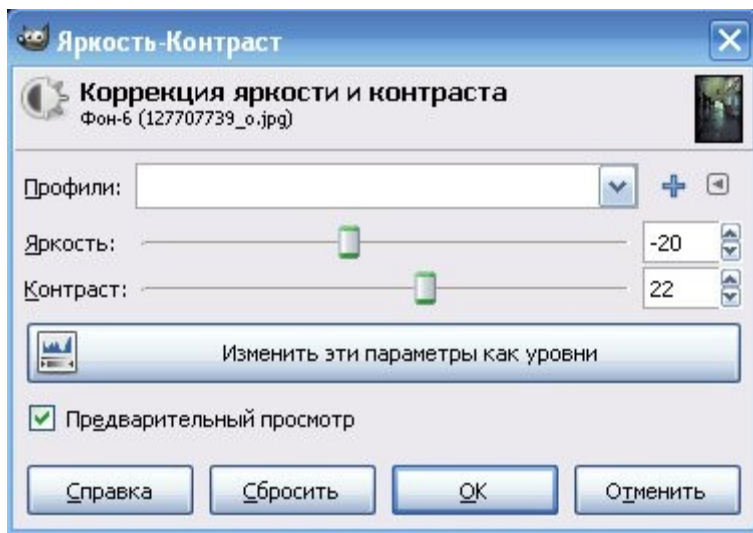 Яркость-Контраст
Коррекция яркости и контраста
Фон-6 (127707739_o.jpg)
Профили:
Яркость: -20
Контраст: 22
Изменить эти параметры как уровни
Предварительный просмотр
Справка Сбросить OK Отменить